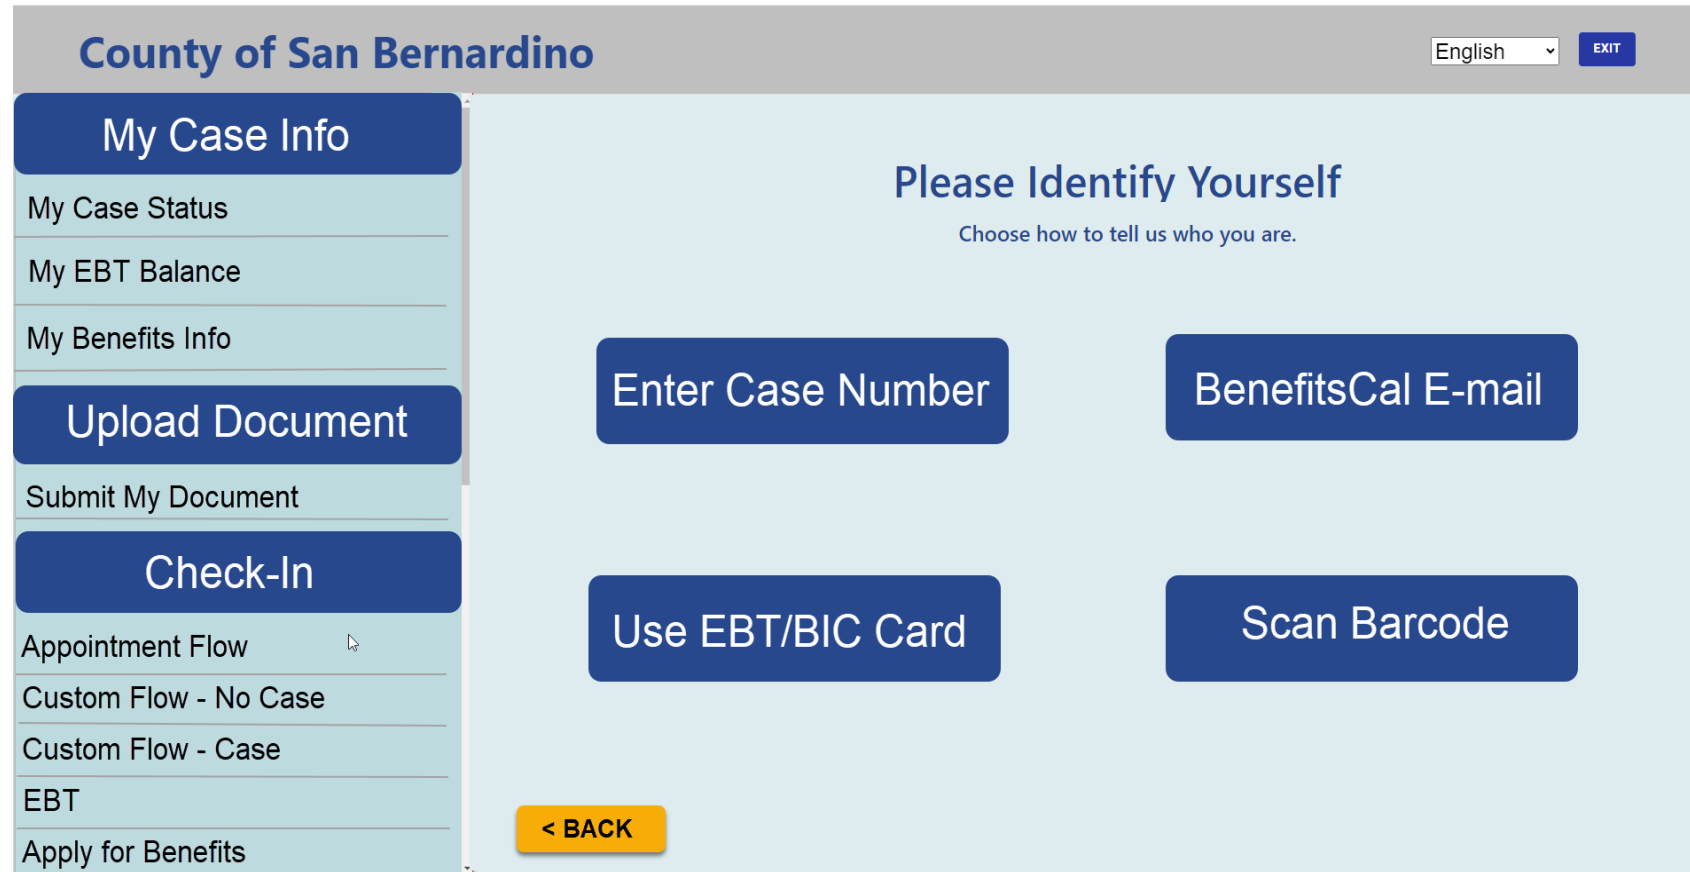 County of San Bernardino
English
EXIT
My Case Info
My Case Status
My EBT Balance
My Benefits Info
Upload Document
Submit My Document
Check-In
Appointment Flow
Custom Flow - No Case
Custom Flow - Case
EBT
Apply for Benefits
Please Identify Yourself
Choose how to tell us who you are.
Enter Case Number
BenefitsCal E-mail
Use EBT/BIC Card
Scan Barcode
< BACK